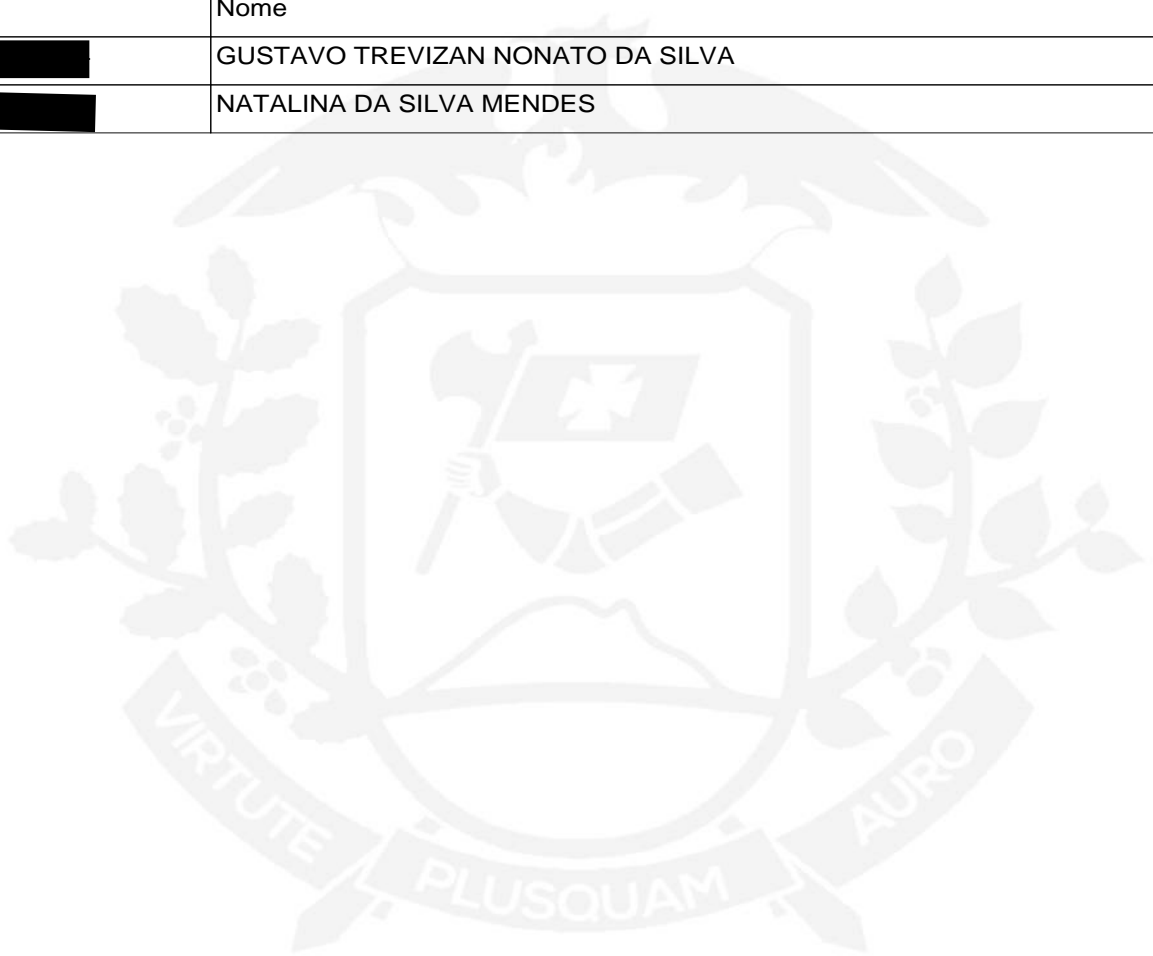 Nome
GUSTAVO TREVIZAN NONATO DA SILVA
NATALINA DA SILVA MENDES
VIRTUTE PLUSQUAM AURO